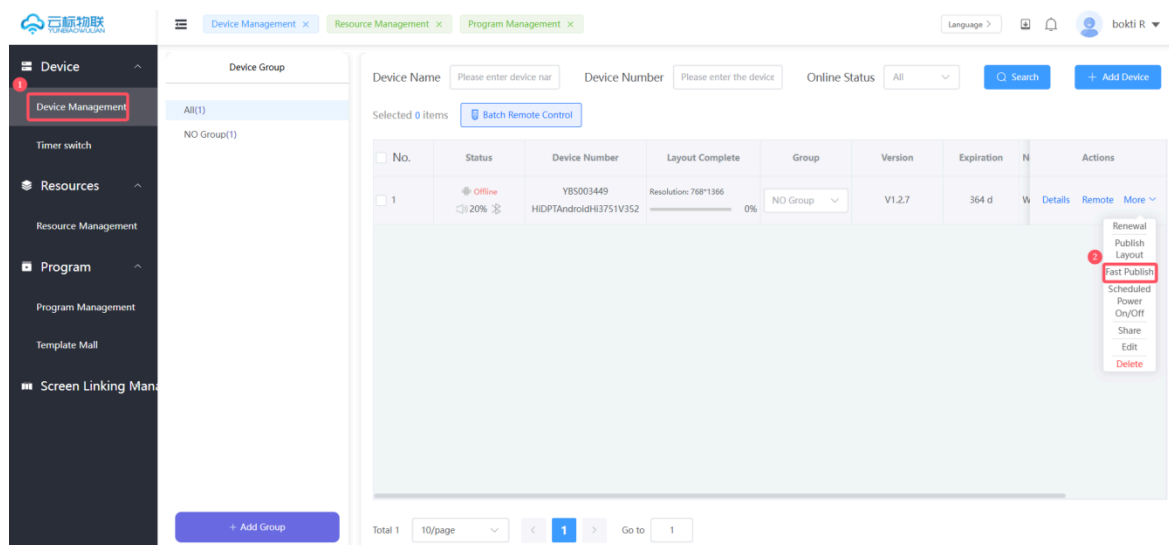 云标物联
YUNBIAOWULIAN
Device Management ×
Resource Management ×
Program Management ×
Language >
bokti R
Device
1
Device Management
Timer switch
Resources
Resource Management
Program
Program Management
Template Mall
Screen Linking Mana
Device Group
All(1)
NO Group(1)
+ Add Group
Device Name
Please enter device nar
Device Number
Please enter the device
Online Status
All
Search
+ Add Device
Selected 0 items
Batch Remote Control
No. Status Device Number Layout Complete Group Version Expiration N Actions
1
Offline
20%
YBS003449
HiDPTAndroidHi3751V352
Resolution: 768*1366
0%
NO Group
V1.2.7
364 d
W
Details Remote More
Renewal
Publish
Layout
2
Fast Publish
Scheduled
Power
On/Off
Share
Edit
Delete
Total 1
10/page
< 1 >
Go to
1